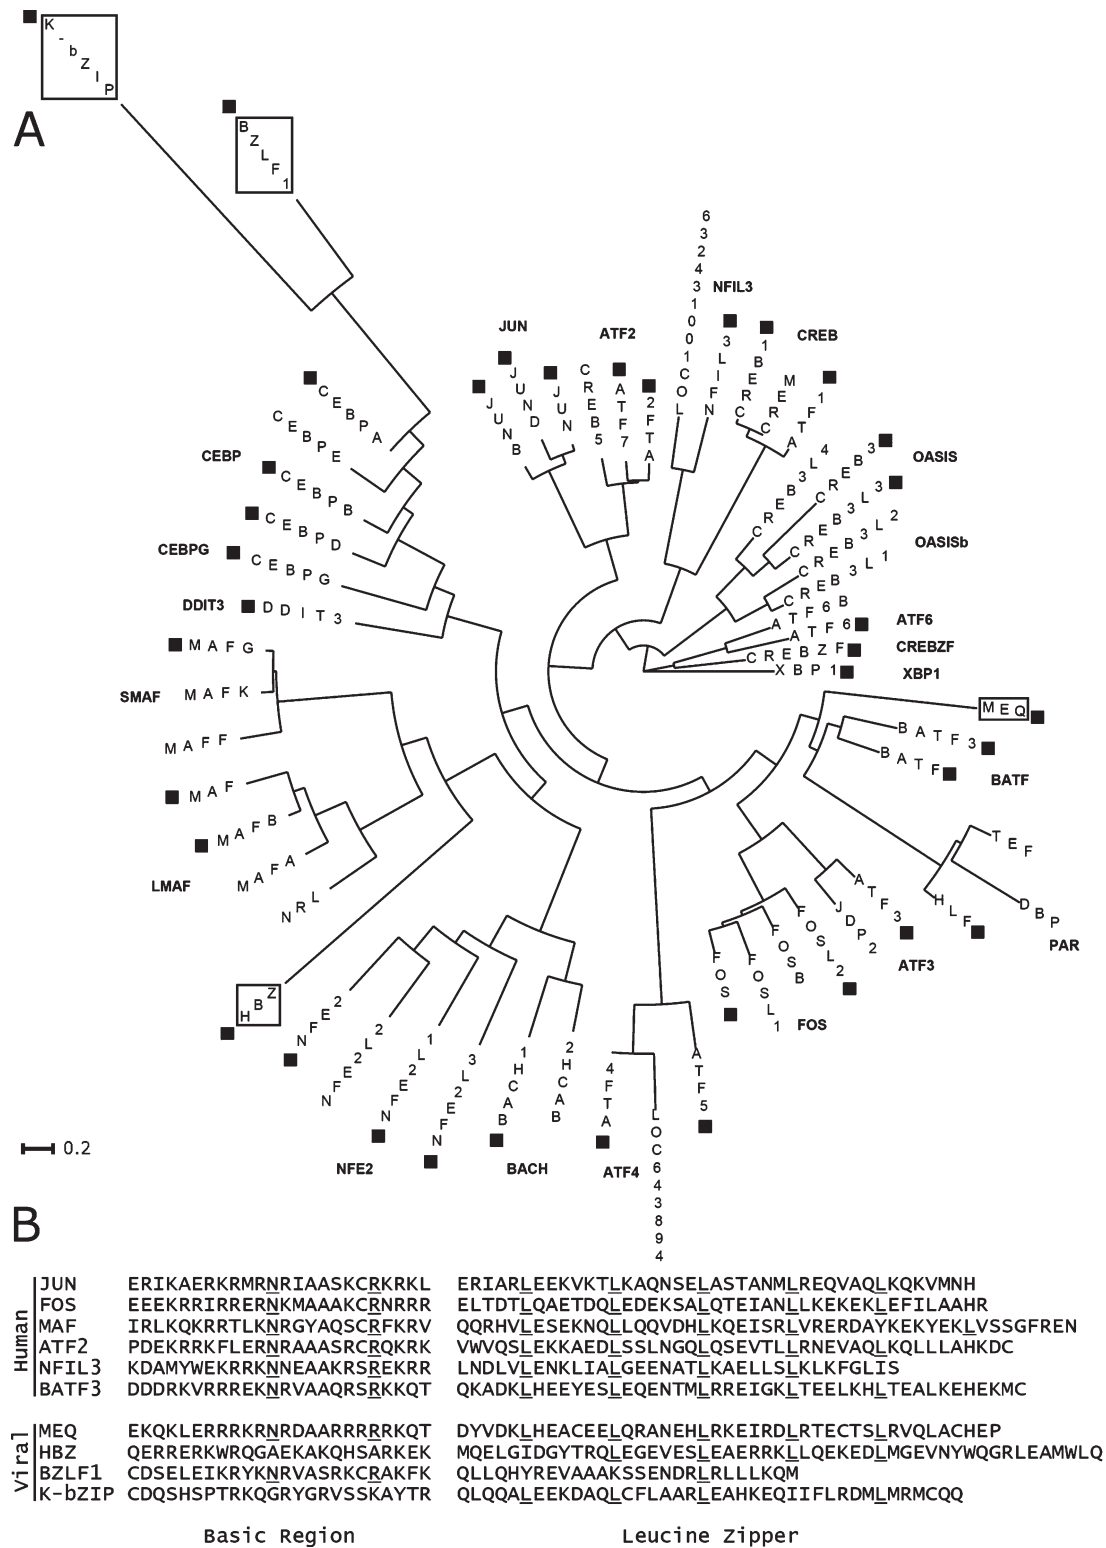 K-bZIP
A
BZLF1
LOC100134236
NFIL3
JUN
ATF2
CREB
JUNB
JUND
JUN
CREB5
ATF7
ATF2
NFIL3
CREB1
CREM
ATF1
CEBPA
CEBPE
CEBP
CEBPB
CEBPD
CEBPG
CEBPG
DDIT3
DDIT3
CREB3L4
CREB3
OASIS
CREB3L3
CREB3L2
OASISb
CREB3L1
ATF6B
ATF6
ATF6
CREBZF
CREBZF
XBP1
XBP1
MAFG
SMAF
MAFK
MAFF
MAF
MAFB
LMAF
MAFA
NRL
MEQ
BATF3
BATF
BATF
TEF
HLF
DBP
PAR
ATF3
JDP2
ATF3
FOSL2
FOSB
FOSL1
FOS
FOS
HBZ
NFE2
NFE2L2
NFE2L1
NFE2L3
BACH1
BACH2
ATF4
LOC643894
ATF5
NFE2
BACH
ATF4
0.2
B
Human
JUN ERIKAERKRMRNRIAASKCRKRKL ERIARLEEKVKTLKAQNSELASTANMLREQVAQLKQKVMNH
FOS EEEKRRIRRERNKMAAAKCRNRRR ELTDTLQAETDQLEDEKSALQTEIANLLKEKEKLEFILAAHR
MAF IRLKQKRRTLKNRGYAQSCRFKRV QQRHVLESEKNQLLQQVDHLKQEISRLVRERDAYKEKYEKLVSSGFREN
ATF2 PDEKRRKFLERNRAAASRCRQKRK VWVQSLEKKAEDLSSLNGQLQSEVTLLRNEVAQLKQLLLAHKDC
NFIL3 KDAMYWEKRRKNNEAAKRSREKRR LNDLVLENKLIALGEENATLKAELLSLKLKFGLIS
BATF3 DDDRKVRRREKNRVAAQRSRKKQT QKADKLHEEYESLEQENTMLRREIGKLTEELKHLTEALKEHEKMC
Viral
MEQ EKQKLERRRKRNRDAARRRRRKQT DYVDKLHEACEELQRANEHLRKEIRDLRTECTSLRVQLACHEP
HBZ QERRERKWRQGAEKAKQHSARKEK MQELGIDGYTRQLEGEVESLEAERRKLLQEKEDLMGEVNYWQGRLEAMWLQ
BZLF1 CDSELEIKRYKNRVASRKCRAKFK QLLQHYREVAAAKSSENDRLRLLLKQM
K-bZIP CDQSHSPTRKQGRYGRVSSKAYTR QLQQALEEKDAQLCFLAARLEAHKEQIIFLRDMLMRMCQQ
Basic Region Leucine Zipper